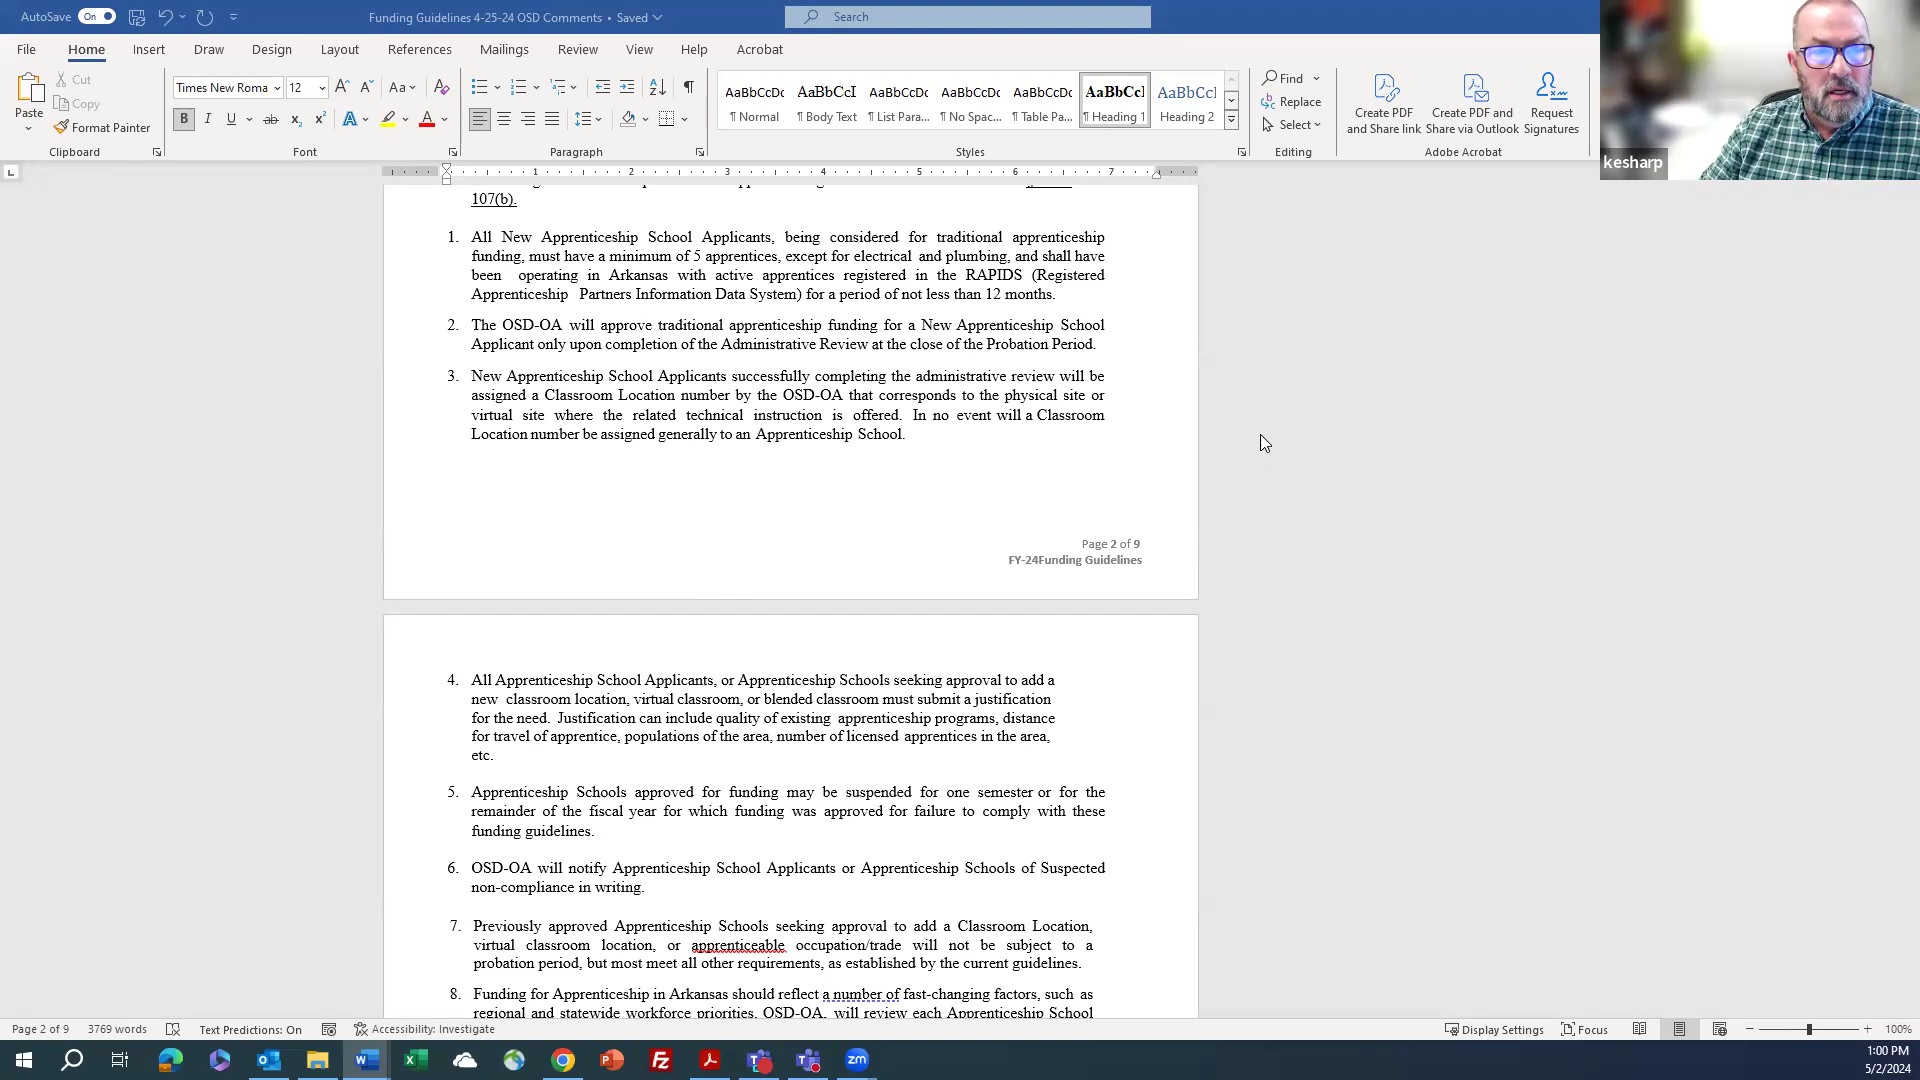 AutoSave On Funding Guidelines 4-25-24 OSD Comments • Saved Search
File Home Insert Draw Design Layout References Mailings Review View Help Acrobat
Paste Cut Copy Format Painter
Times New Roma 12 Aa
AaBbCcDc AaBbCcI AaBbCcDc AaBbCcDc AaBbCcDc AaBbCcI AaBbCcI
¶ Normal ¶ Body Text ¶ List Para... ¶ No Spac... ¶ Table Pa... ¶ Heading 1 Heading 2
Find
Replace
Select
Create PDF and Share link
Create PDF and Share via Outlook
Request Signatures
Clipboard Font Paragraph Styles Editing Adobe Acrobat
kesharp
1 2 3 4 5 6 7
107(b).
1. All New Apprenticeship School Applicants, being considered for traditional apprenticeship
funding, must have a minimum of 5 apprentices, except for electrical and plumbing, and shall have
been operating in Arkansas with active apprentices registered in the RAPIDS (Registered
Apprenticeship Partners Information Data System) for a period of not less than 12 months.
2. The OSD-OA will approve traditional apprenticeship funding for a New Apprenticeship School
Applicant only upon completion of the Administrative Review at the close of the Probation Period.
3. New Apprenticeship School Applicants successfully completing the administrative review will be
assigned a Classroom Location number by the OSD-OA that corresponds to the physical site or
virtual site where the related technical instruction is offered. In no event will a Classroom
Location number be assigned generally to an Apprenticeship School.
Page 2 of 9
FY-24Funding Guidelines
4. All Apprenticeship School Applicants, or Apprenticeship Schools seeking approval to add a
new classroom location, virtual classroom, or blended classroom must submit a justification
for the need. Justification can include quality of existing apprenticeship programs, distance
for travel of apprentice, populations of the area, number of licensed apprentices in the area,
etc.
5. Apprenticeship Schools approved for funding may be suspended for one semester or for the
remainder of the fiscal year for which funding was approved for failure to comply with these
funding guidelines.
6. OSD-OA will notify Apprenticeship School Applicants or Apprenticeship Schools of Suspected
non-compliance in writing.
7. Previously approved Apprenticeship Schools seeking approval to add a Classroom Location,
virtual classroom location, or apprenticeable occupation/trade will not be subject to a
probation period, but most meet all other requirements, as established by the current guidelines.
8. Funding for Apprenticeship in Arkansas should reflect a number of fast-changing factors, such as
regional and statewide workforce priorities. OSD-OA, will review each Apprenticeship School
Page 2 of 9 3769 words Text Predictions: On Accessibility: Investigate Display Settings Focus 100%
zm
1:00 PM
5/2/2024